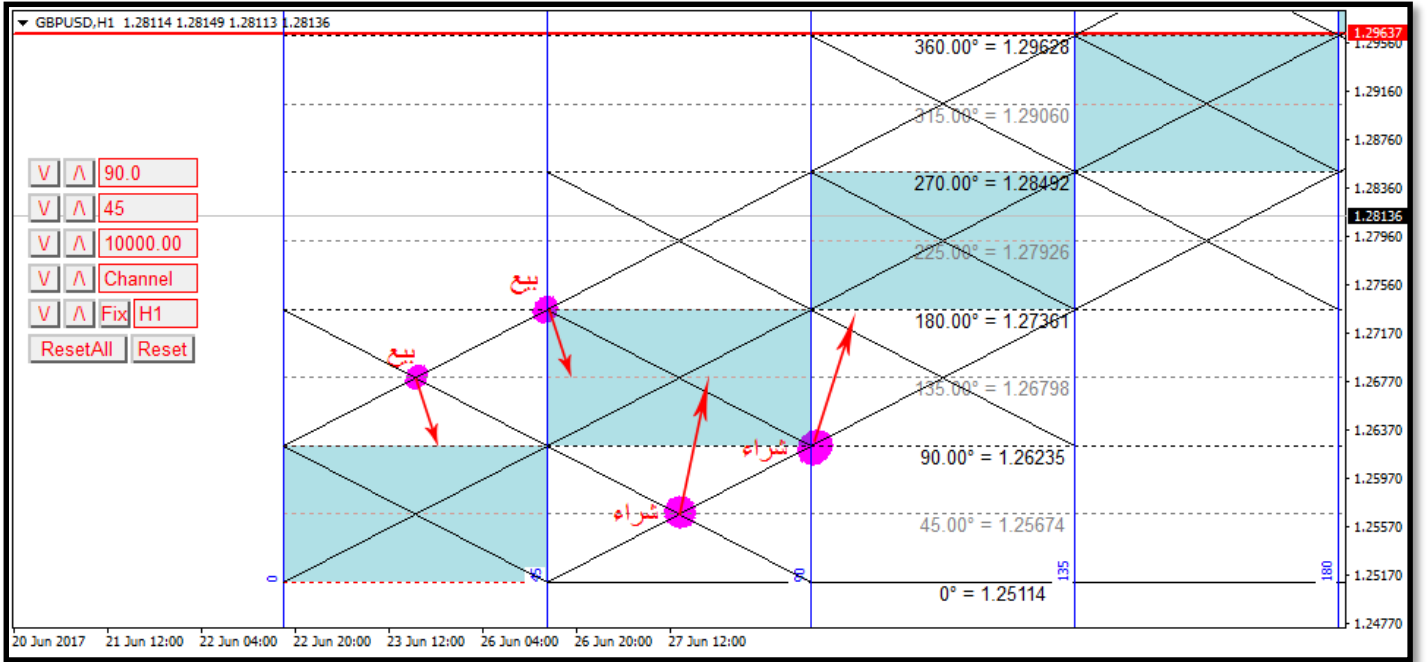 GBPUSD,H1 1.28114 1.28149 1.28113 1.28136
1.29637
1.29560
360.00° = 1.29628
1.29160
315.00° = 1.29060
1.28760
V Λ 90.0
270.00° = 1.28492
1.28360
V Λ 45
1.28136
V Λ 10000.00
225.00° = 1.27926
1.27960
V Λ Channel
بيع
1.27560
V Λ Fix H1
180.00° = 1.27361
1.27170
ResetAll Reset
بيع
135.00° = 1.26798
1.26770
شراء
90.00° = 1.26235
1.26370
1.25970
شراء
45.00° = 1.25674
1.25570
0 45 90 135 180
1.25170
0° = 1.25114
1.24770
20 Jun 2017 21 Jun 12:00 22 Jun 04:00 22 Jun 20:00 23 Jun 12:00 26 Jun 04:00 26 Jun 20:00 27 Jun 12:00